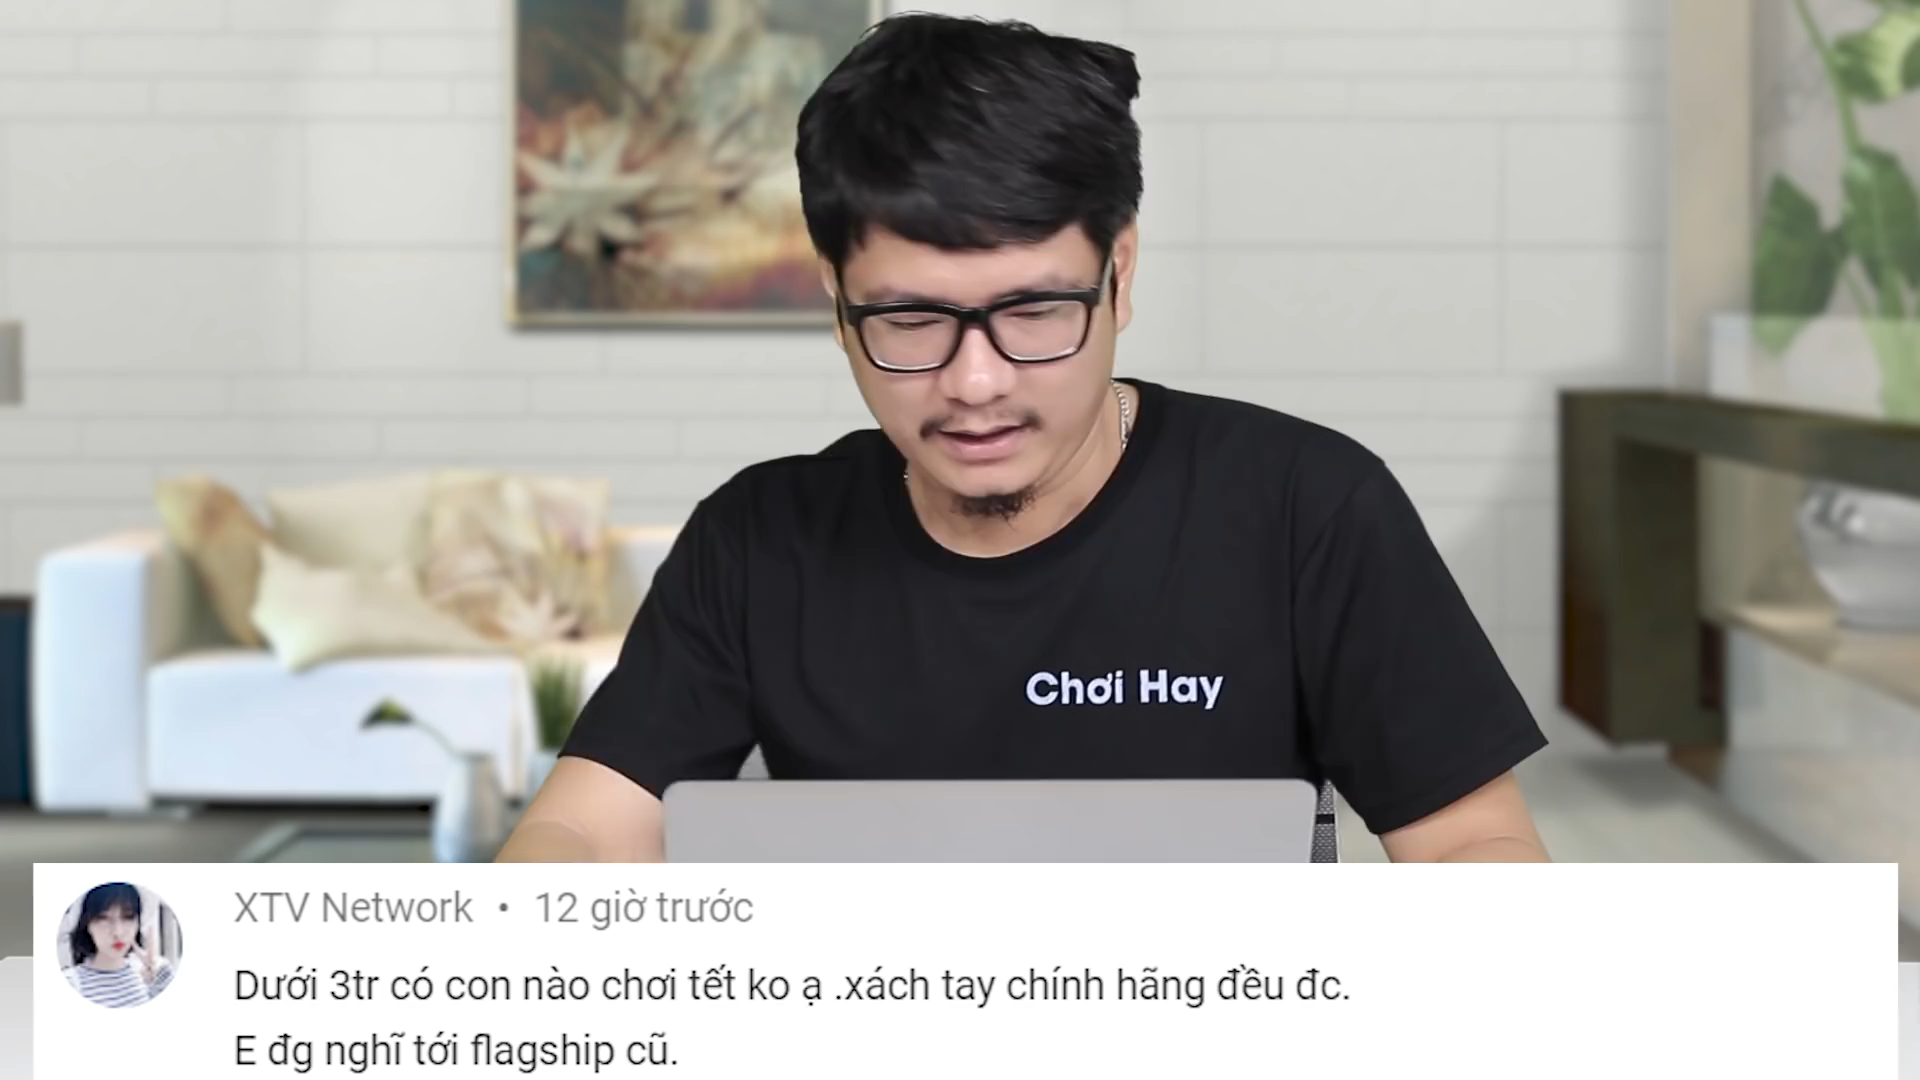 Chơi Hay
XTV Network • 12 giờ trước
Dưới 3tr có con nào chơi tết ko ạ .xách tay chính hãng đều đc.
E đg nghĩ tới flagship cũ.